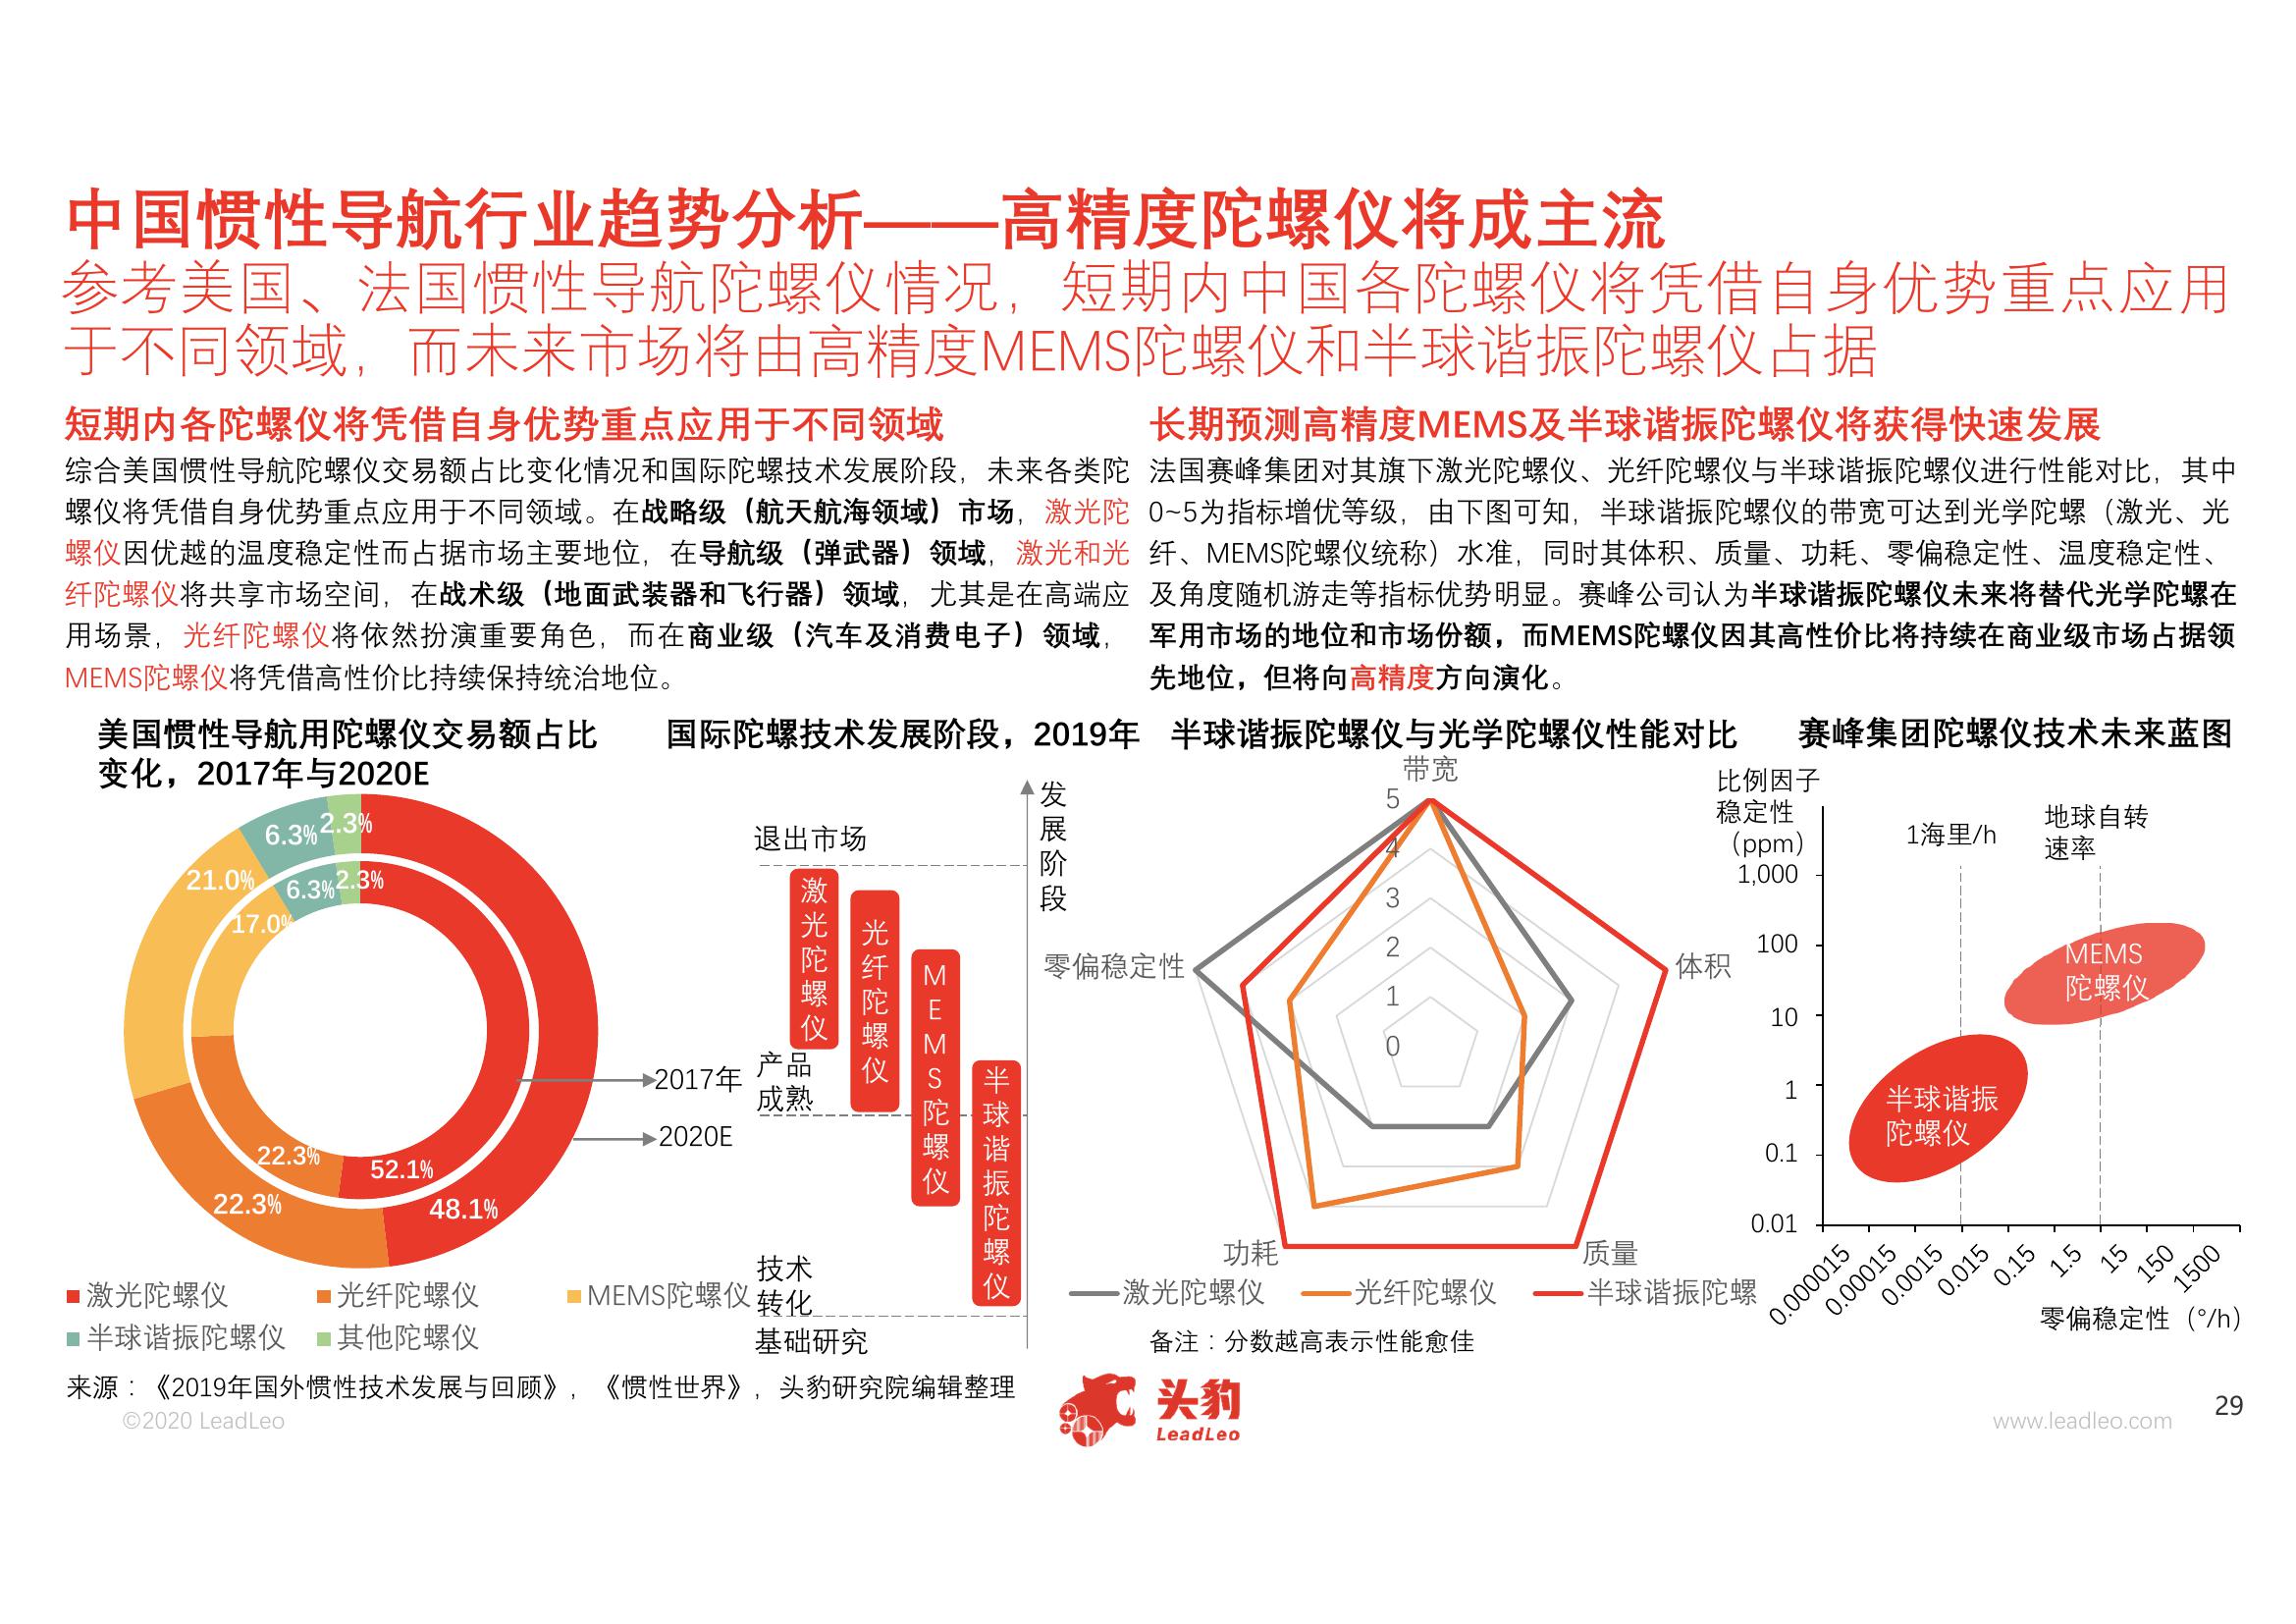 中国惯性导航行业趋势分析——高精度陀螺仪将成主流
参考美国、法国惯性导航陀螺仪情况，短期内中国各陀螺仪将凭借自身优势重点应用
于不同领域，而未来市场将由高精度MEMS陀螺仪和半球谐振陀螺仪占据
短期内各陀螺仪将凭借自身优势重点应用于不同领域
综合美国惯性导航陀螺仪交易额占比变化情况和国际陀螺技术发展阶段，未来各类陀
螺仪将凭借自身优势重点应用于不同领域。在战略级（航天航海领域）市场，激光陀
螺仪因优越的温度稳定性而占据市场主要地位，在导航级（弹武器）领域，激光和光
纤陀螺仪将共享市场空间，在战术级（地面武装器和飞行器）领域，尤其是在高端应
用场景，光纤陀螺仪将依然扮演重要角色，而在商业级（汽车及消费电子）领域，
MEMS陀螺仪将凭借高性价比持续保持统治地位。
长期预测高精度MEMS及半球谐振陀螺仪将获得快速发展
法国赛峰集团对其旗下激光陀螺仪、光纤陀螺仪与半球谐振陀螺仪进行性能对比，其中
0~5为指标增优等级，由下图可知，半球谐振陀螺仪的带宽可达到光学陀螺（激光、光
纤、MEMS陀螺仪统称）水准，同时其体积、质量、功耗、零偏稳定性、温度稳定性、
及角度随机游走等指标优势明显。赛峰公司认为半球谐振陀螺仪未来将替代光学陀螺在
军用市场的地位和市场份额，而MEMS陀螺仪因其高性价比将持续在商业级市场占据领
先地位，但将向高精度方向演化。
美国惯性导航用陀螺仪交易额占比
变化，2017年与2020E
2.3%
6.3%
21.0%
22.3%
48.1%
2.3%
6.3%
17.0%
22.3%
52.1%
2017年
2020E
激光陀螺仪
光纤陀螺仪
MEMS陀螺仪
半球谐振陀螺仪
其他陀螺仪
国际陀螺技术发展阶段，2019年
发展阶段
退出市场
产品
成熟
技术
转化
基础研究
激光陀螺仪
光纤陀螺仪
MEMS陀螺仪
半球谐振陀螺仪
半球谐振陀螺仪与光学陀螺仪性能对比
带宽
体积
质量
功耗
零偏稳定性
5
4
3
2
1
0
激光陀螺仪
光纤陀螺仪
半球谐振陀螺
备注：分数越高表示性能愈佳
赛峰集团陀螺仪技术未来蓝图
比例因子
稳定性
（ppm）
1,000
100
10
1
0.1
0.01
1海里/h
地球自转
速率
MEMS
陀螺仪
半球谐振
陀螺仪
0.000015
0.00015
0.0015
0.015
0.15
1.5
15
150
1500
零偏稳定性（°/h）
来源：《2019年国外惯性技术发展与回顾》，《惯性世界》，头豹研究院编辑整理
©2020 LeadLeo
头豹
LeadLeo
www.leadleo.com
29